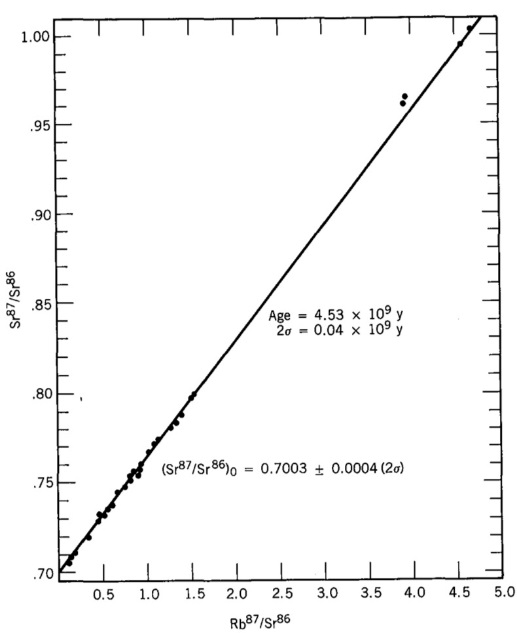 1.00
.95
.90
.85
.80
.75
.70
Sr⁸⁷/Sr⁸⁶
Age = 4.53 × 10⁹ y
2σ = 0.04 × 10⁹ y
(Sr⁸⁷/Sr⁸⁶)₀ = 0.7003 ± 0.0004 (2σ)
0.5 1.0 1.5 2.0 2.5 3.0 3.5 4.0 4.5 5.0
Rb⁸⁷/Sr⁸⁶